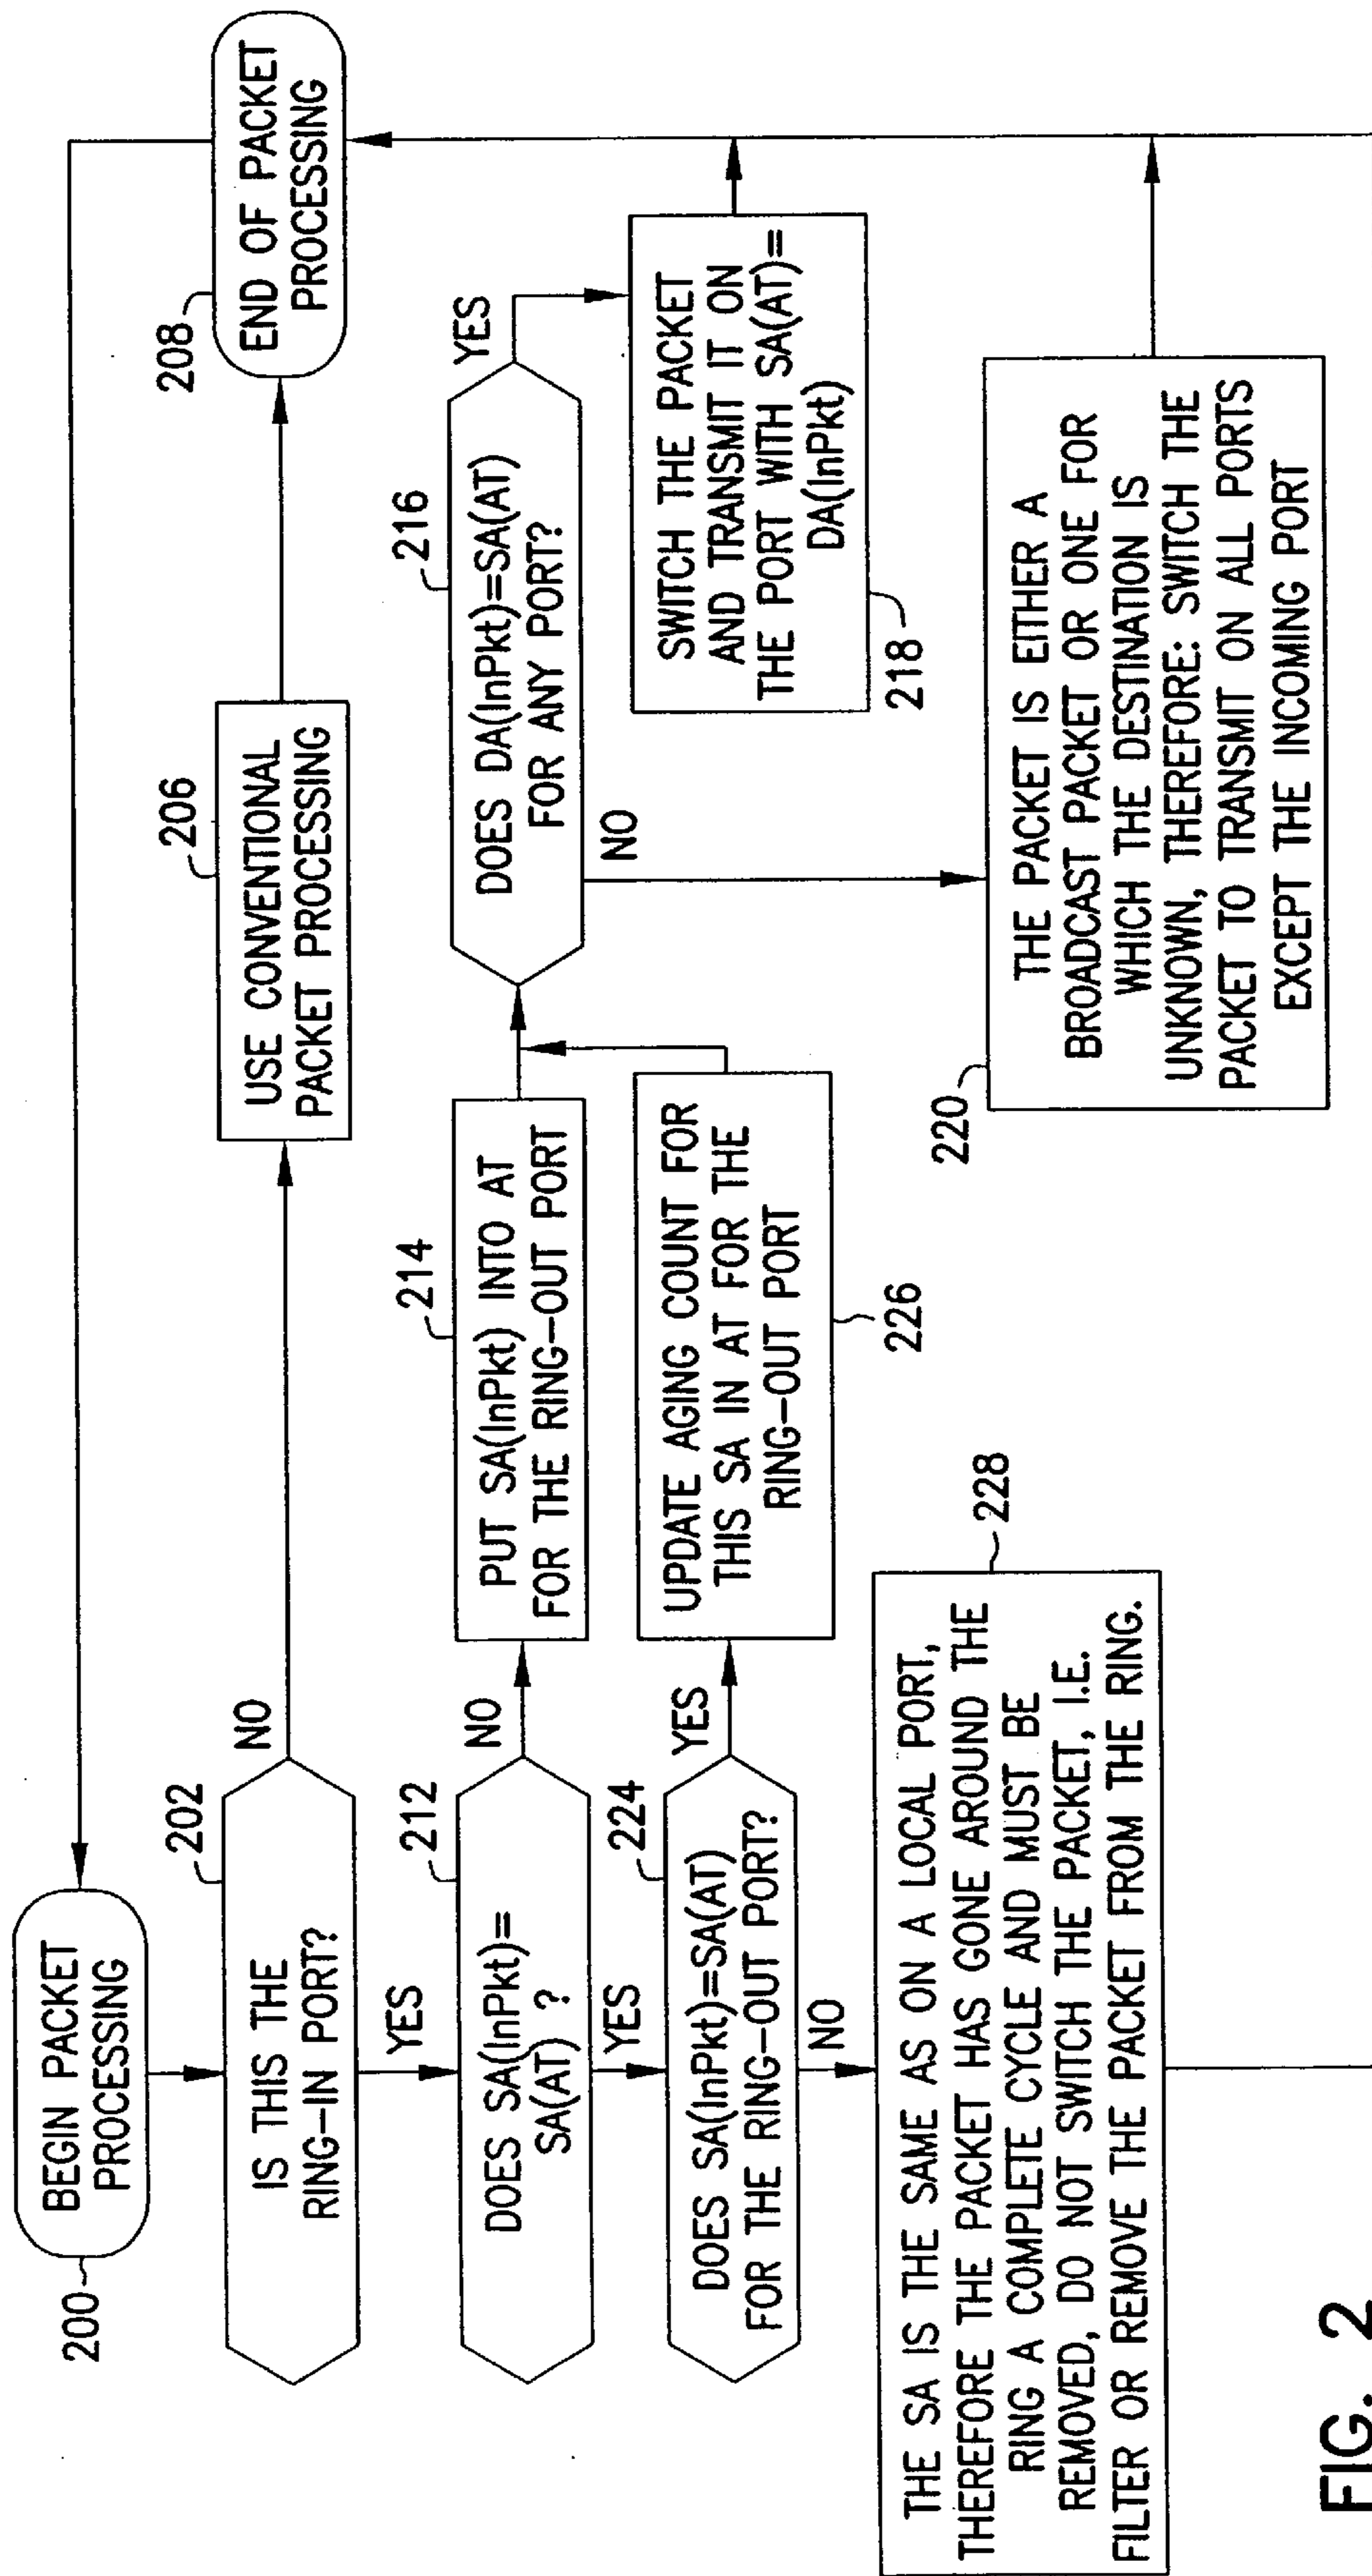 200
BEGIN PACKET
PROCESSING
202
IS THIS THE
RING-IN PORT?
NO
YES
206
USE CONVENTIONAL
PACKET PROCESSING
208
END OF PACKET
PROCESSING
212
DOES SA(InPkt)=
SA(AT) ?
NO
YES
214
PUT SA(InPkt) INTO AT
FOR THE RING-OUT PORT
216
DOES DA(InPkt)=SA(AT)
FOR ANY PORT?
YES
NO
SWITCH THE PACKET
AND TRANSMIT IT ON
THE PORT WITH SA(AT)=
DA(InPkt)
218
224
DOES SA(InPkt)=SA(AT)
FOR THE RING-OUT PORT?
YES
NO
UPDATE AGING COUNT FOR
THIS SA IN AT FOR THE
RING-OUT PORT
226
220
THE PACKET IS EITHER A
BROADCAST PACKET OR ONE FOR
WHICH THE DESTINATION IS
UNKNOWN, THEREFORE: SWITCH THE
PACKET TO TRANSMIT ON ALL PORTS
EXCEPT THE INCOMING PORT
228
THE SA IS THE SAME AS ON A LOCAL PORT,
THEREFORE THE PACKET HAS GONE AROUND THE
RING A COMPLETE CYCLE AND MUST BE
REMOVED, DO NOT SWITCH THE PACKET, I.E.
FILTER OR REMOVE THE PACKET FROM THE RING.
FIG. 2